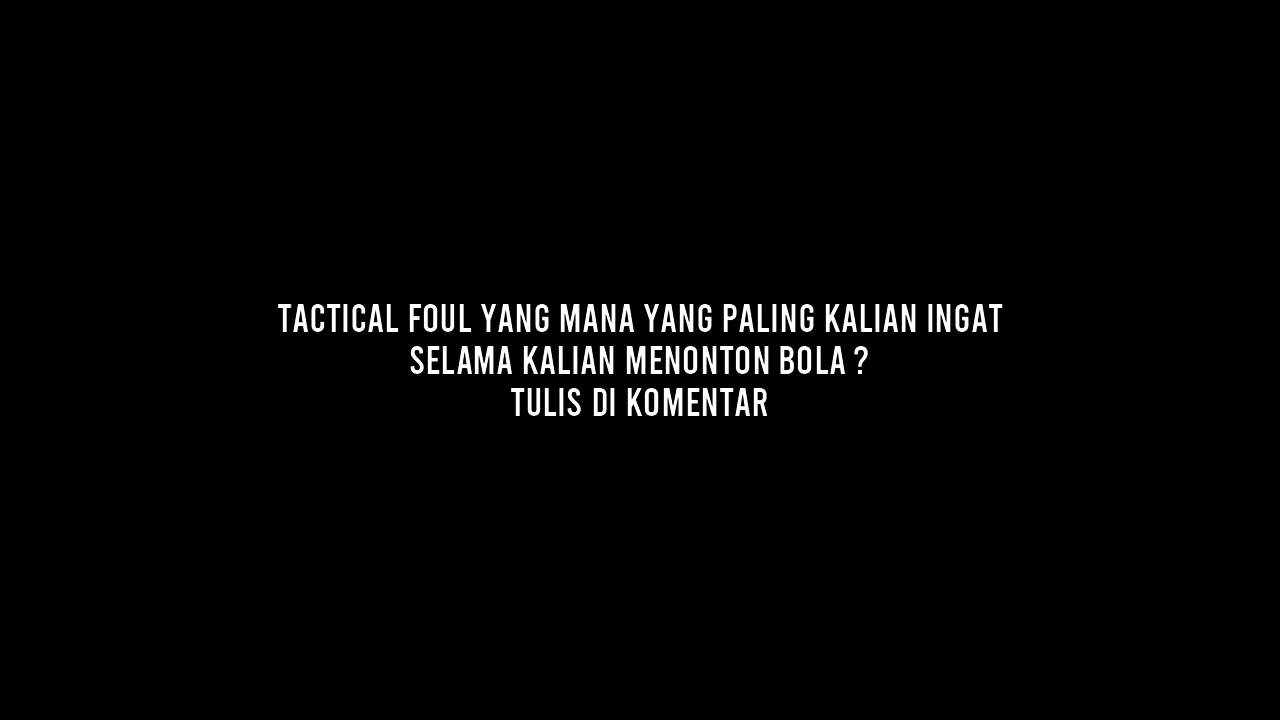 TACTICAL FOUL YANG MANA YANG PALING KALIAN INGAT
SELAMA KALIAN MENONTON BOLA ?
TULIS DI KOMENTAR